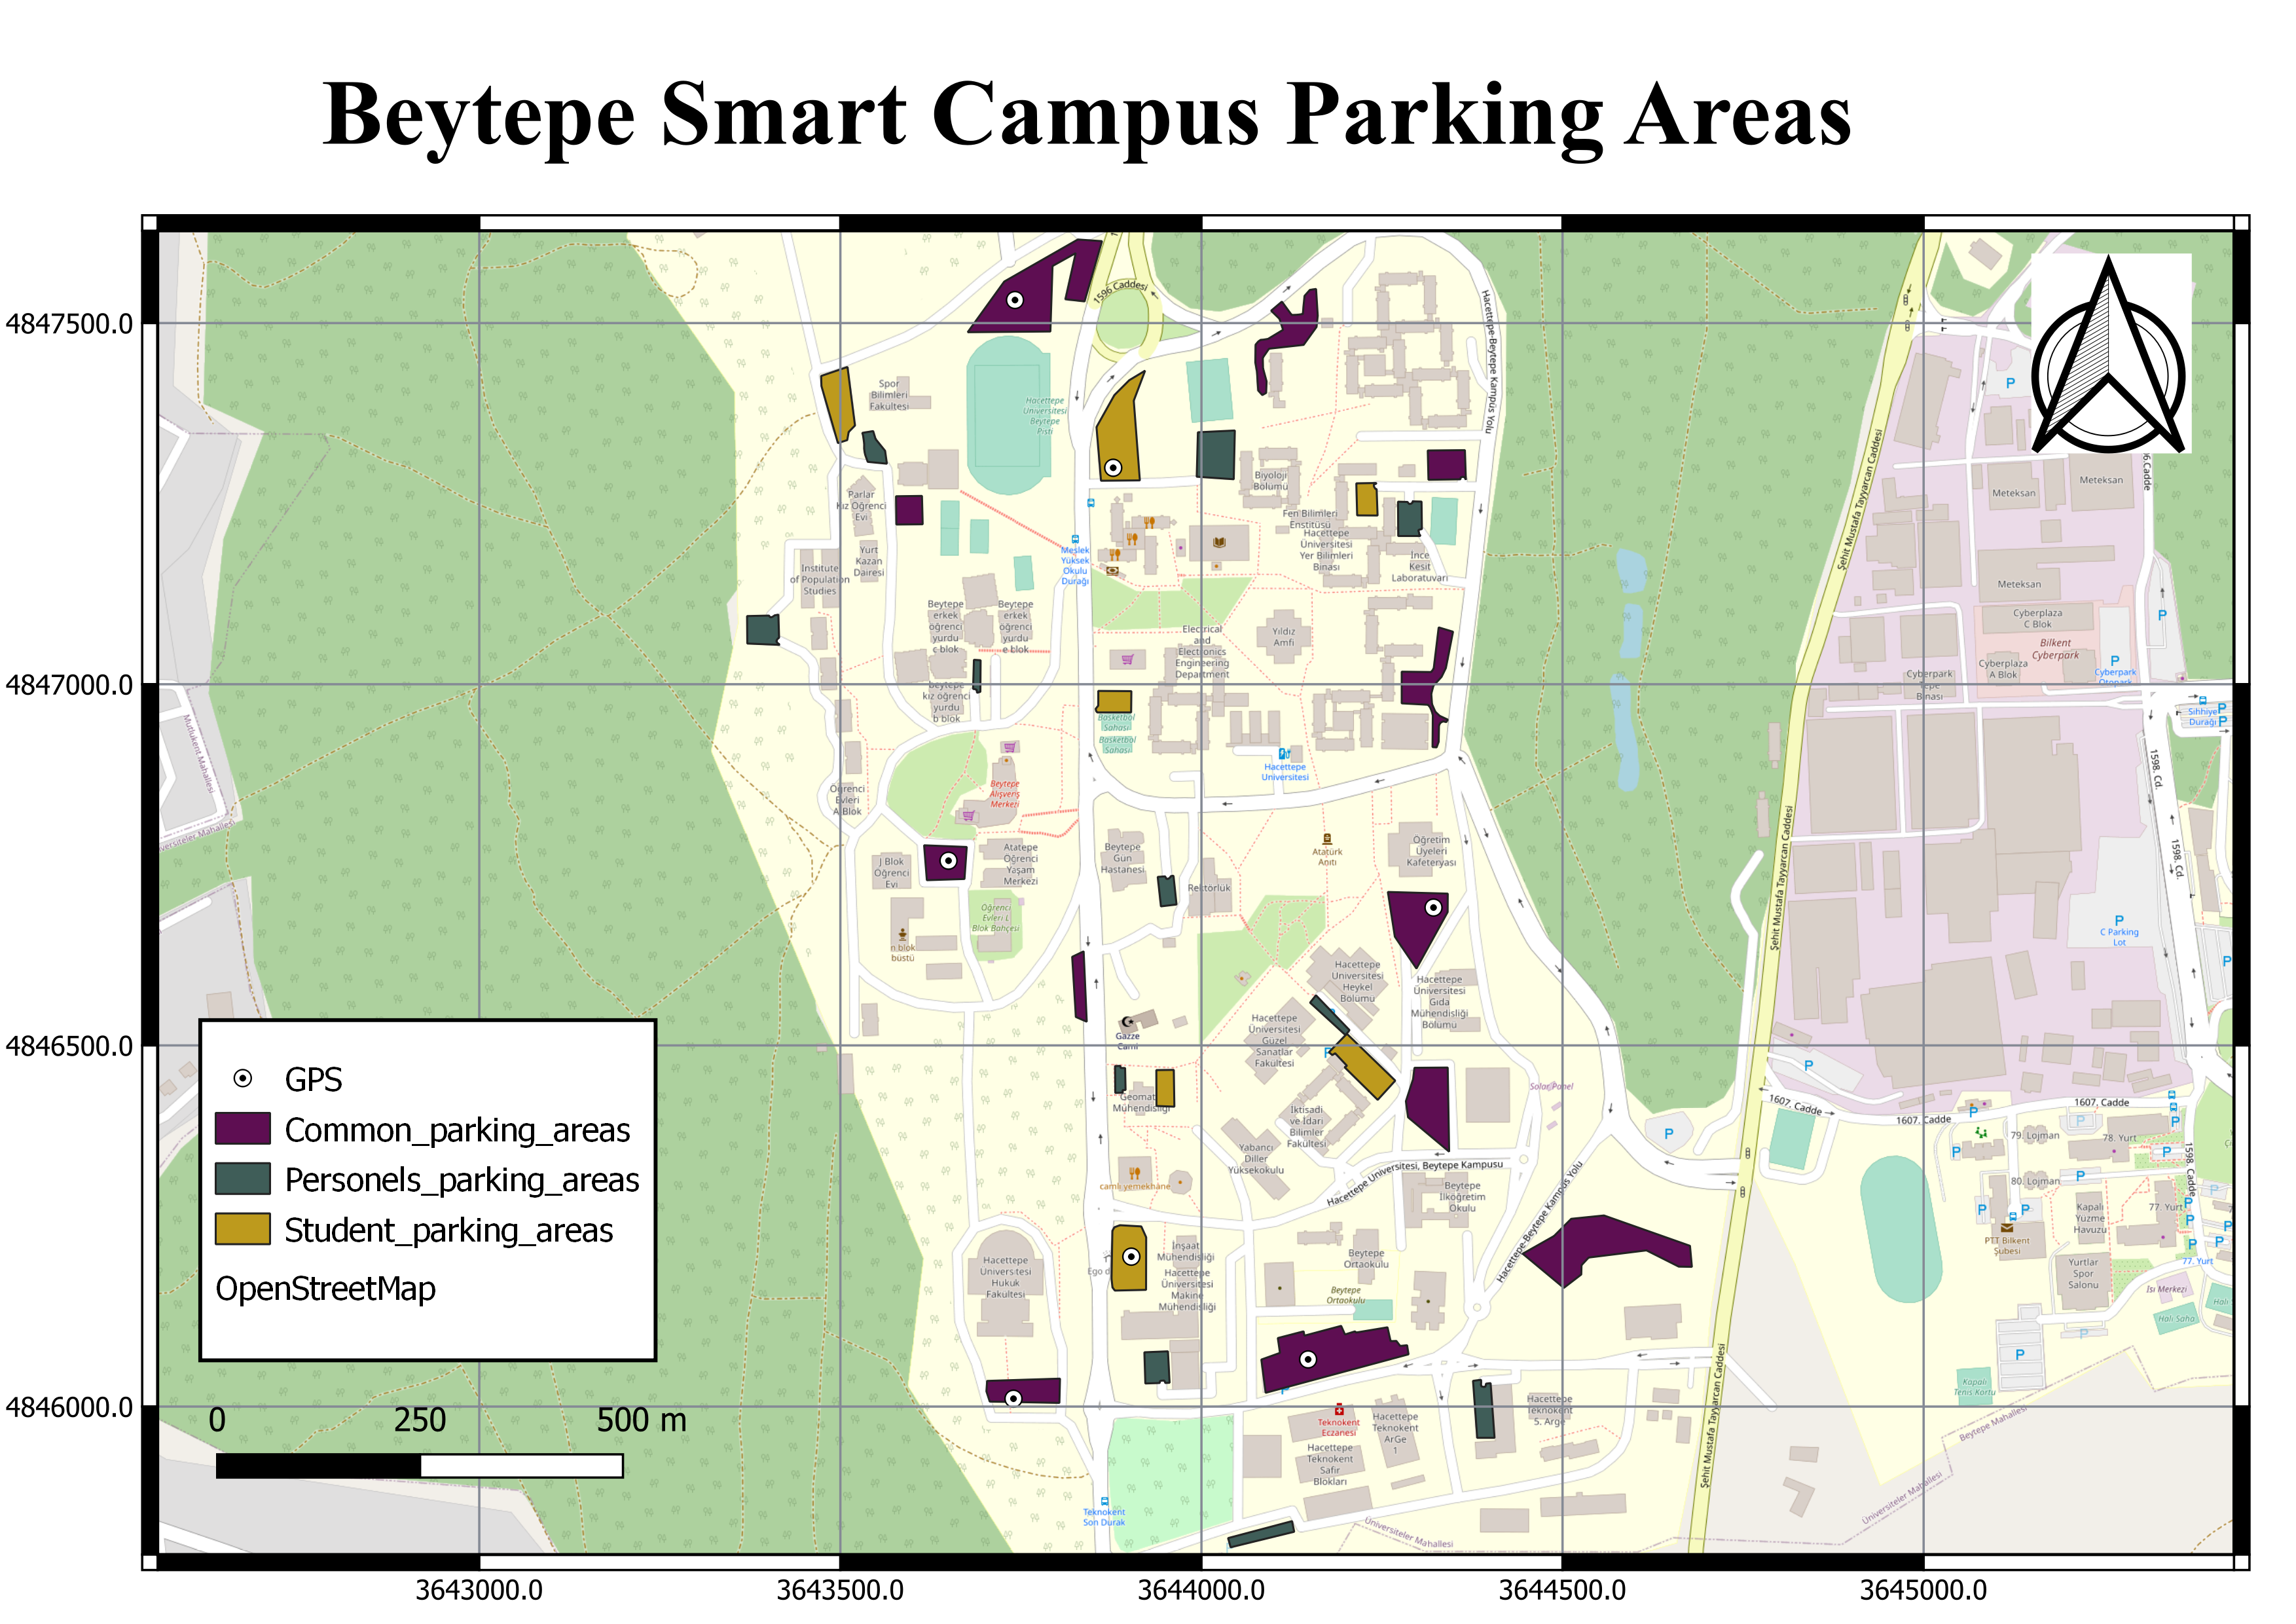 Beytepe Smart Campus Parking Areas
4847500.0
4847000.0
4846500.0
4846000.0
3643000.0
3643500.0
3644000.0
3644500.0
3645000.0
GPS
Common_parking_areas
Personels_parking_areas
Student_parking_areas
OpenStreetMap
0 250 500 m
1596 Caddesi
Hacettepe-Beytepe Kampüs Yolu
Spor
Bilimleri
Fakültesi
Hacettepe
Üniversitesi
Beytepe
Pisti
Parlar
Kız Öğrenci
Evi
Yurt
Kazan
Dairesi
Institute
of Population
Studies
Meslek
Yüksek
Okulu
Durağı
Biyoloji
Bölümü
Fen Bilimleri
Enstitüsü
Hacettepe
Üniversitesi
Yer Bilimleri
Binası
İnce
Kesit
Laboratuvarı
Beytepe
erkek
öğrenci
yurdu
c blok
Beytepe
erkek
öğrenci
yurdu
e blok
beytepe
kız öğrenci
yurdu
b blok
Electrical
and
Electronics
Engineering
Department
Yıldız
Amfi
Basketbol
Sahası
Basketbol
Sahası
Hacettepe
Üniversitesi
Öğrenci
Evleri
A Blok
Beytepe
Alışveriş
Merkezi
J Blok
Öğrenci
Evi
Atatepe
Öğrenci
Yaşam
Merkezi
Öğrenci
Evleri L
Blok Bahçesi
n blok
büstü
Beytepe
Gün
Hastanesi
Rektörlük
Atatürk
Anıtı
Öğretim
Üyeleri
Kafeteryası
Gazze
Cami
Hacettepe
Üniversitesi
Heykel
Bölümü
Hacettepe
Üniversitesi
Gıda
Mühendisliği
Bölümü
Hacettepe
Üniversitesi
Güzel
Sanatlar
Fakültesi
Geomat
Mühendisliği
İktisadi
ve İdari
Bilimler
Fakültesi
Yabancı
Diller
Yüksekokulu
Solar Panel
camlı yemekhane
Hacettepe Üniversitesi, Beytepe Kampusu
Beytepe
İlköğretim
Okulu
Hacettepe-Beytepe Kampüs Yolu
Hacettepe
Üniversitesi
Hukuk
Fakültesi
Ego d
İnşaat
Mühendisliği
Hacettepe
Üniversitesi
Makine
Mühendisliği
Beytepe
Ortaokulu
Beytepe
Ortaokulu
Teknokent
Eczanesi
Hacettepe
Teknokent
ArGe
1
Hacettepe
Teknokent
Safir
Blokları
Hacettepe
Teknokent
5. Arge
Teknokent
Son Durak
Üniversiteler Mahallesi
Mutlukent Mahallesi
Şehit Mustafa Tayyarcan Caddesi
Şehit Mustafa Tayyarcan Caddesi
Şehit Mustafa Tayyarcan Caddesi
Şehit Mustafa Tayyarcan Caddesi
Meteksan
Meteksan
Meteksan
Cyberplaza
C Blok
Bilkent
Cyberpark
Cyberplaza
A Blok
Cyberpark
Tepe
Binası
Cyberpark
Otopark
Sıhhiye
Durağı
1598. Cd.
1598. Cd.
C Parking
Lot
1607. Cadde
1607. Cadde
1607. Cadde
1598. Cadde
79. Lojman
78. Yurt
80. Lojman
77. Yurt
Kapalı
Yüzme
Havuzu
PTT Bilkent
Şubesi
Yurtlar
Spor
Salonu
77. Yurt
Isı Merkezi
Halı Saha
Kapalı
Tenis Kortu
Beytepe Mahallesi
Üniversiteler Mahallesi